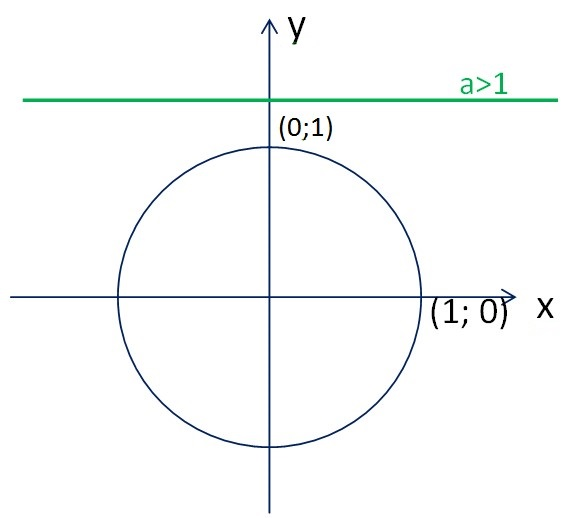 y
a>1
(0;1)
(1; 0)
x